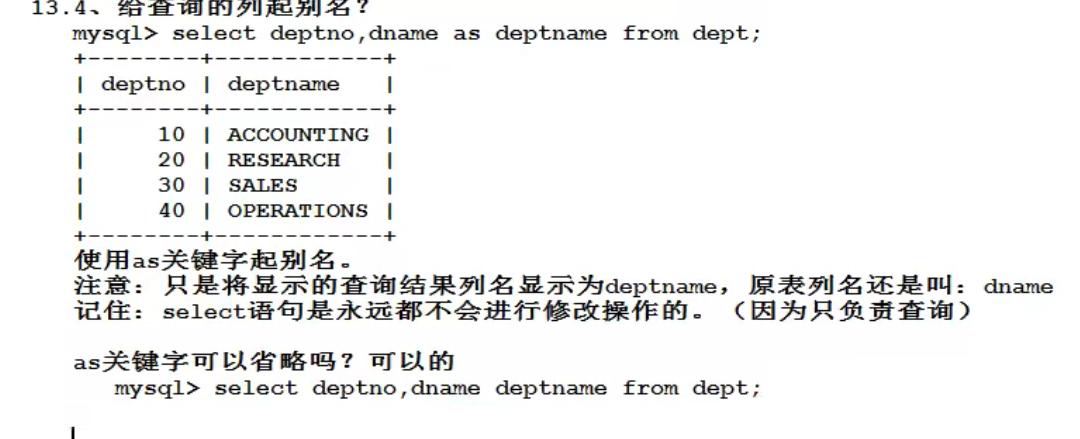 13.4、给查询的列起别名？
mysql> select deptno,dname as deptname from dept;
+--------+------------+
| deptno | deptname   |
+--------+------------+
|     10 | ACCOUNTING |
|     20 | RESEARCH   |
|     30 | SALES      |
|     40 | OPERATIONS |
+--------+------------+
使用as关键字起别名。
注意：只是将显示的查询结果列名显示为deptname，原表列名还是叫：dname
记住：select语句是永远都不会进行修改操作的。（因为只负责查询）
as关键字可以省略吗？可以的
mysql> select deptno,dname deptname from dept;